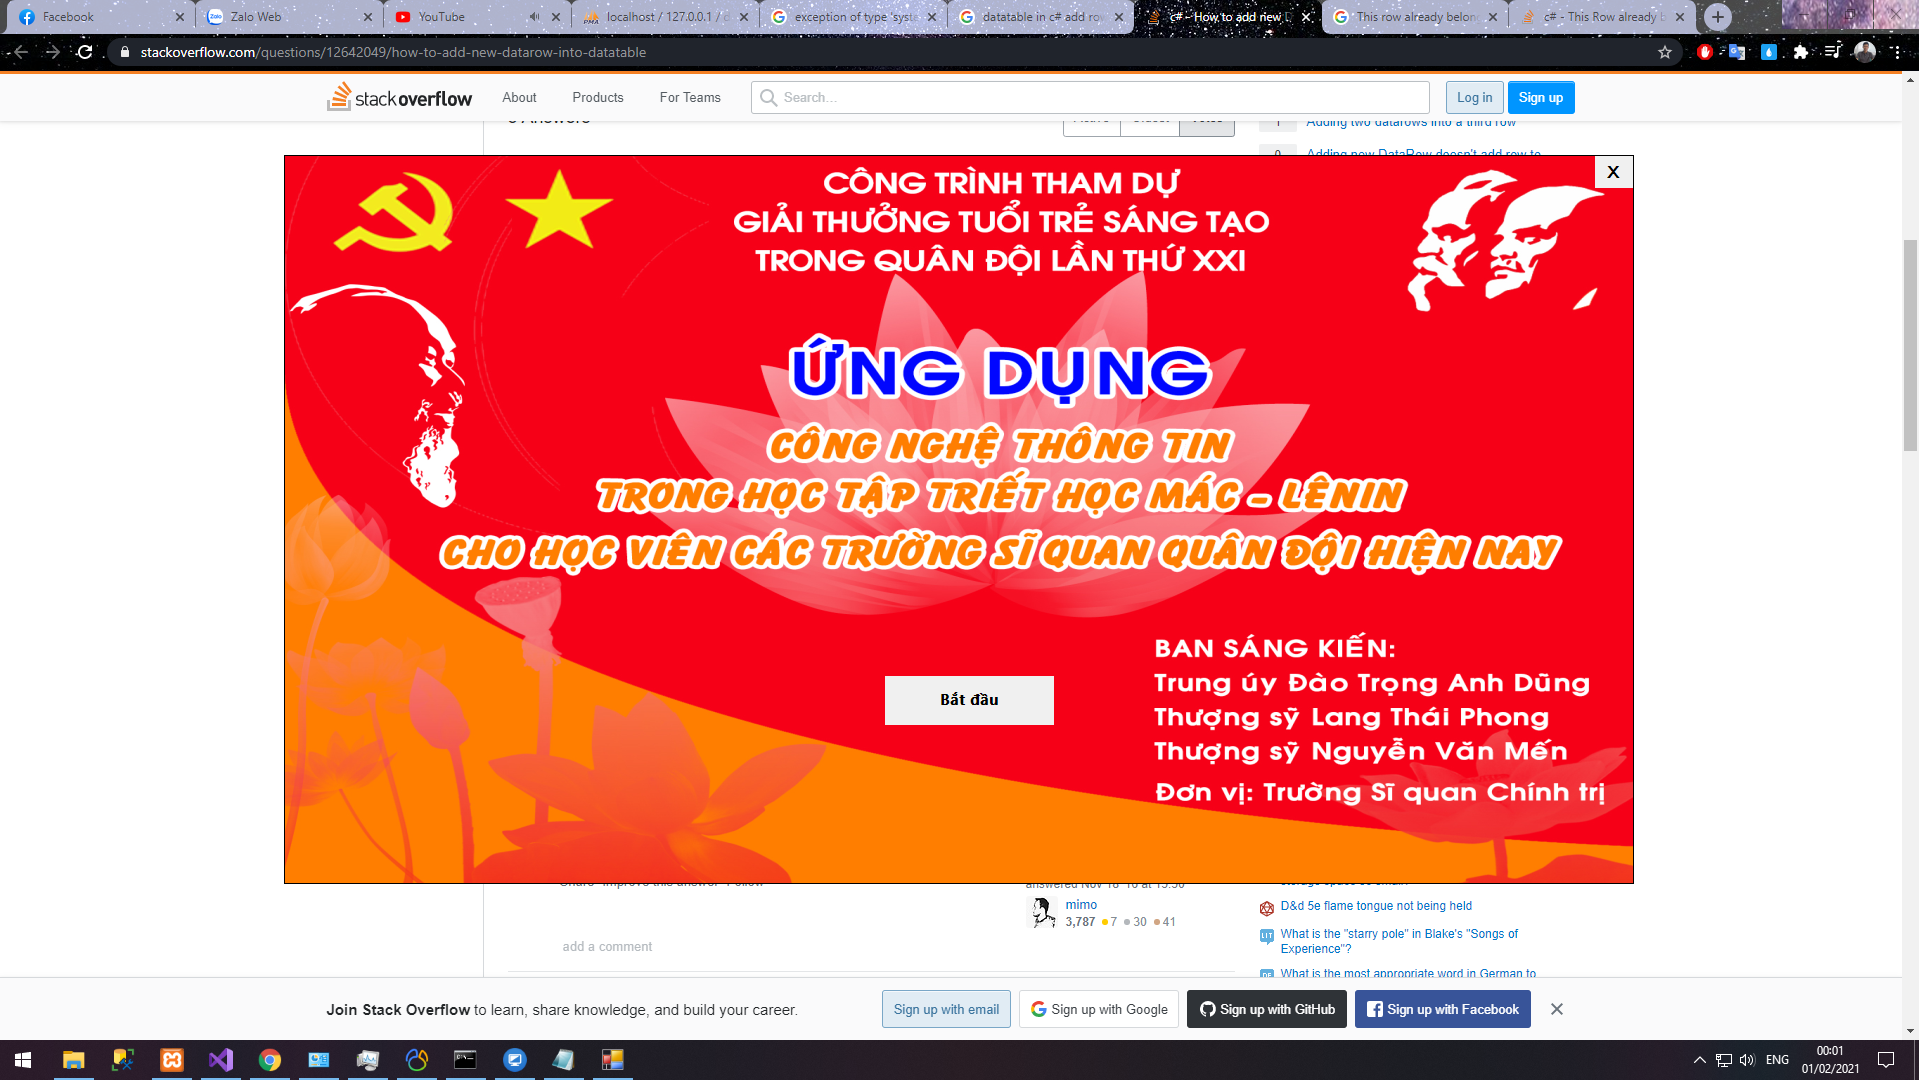 Facebook
Zalo Web
YouTube
localhost / 127.0.0.1 / d
exception of type 'syste
datatable in c# add row
c# - How to add new D
This row already belon
c# - This Row already b
stackoverflow.com/questions/12642049/how-to-add-new-datarow-into-datatable
stackoverflow
About
Products
For Teams
Search...
Log in
Sign up
Adding two datarows into a third row
0
Adding new DataRow doesn't add row to
X
CÔNG TRÌNH THAM DỰ
GIẢI THƯỞNG TUỔI TRẺ SÁNG TẠO
TRONG QUÂN ĐỘI LẦN THỨ XXI
ỨNG DỤNG
CÔNG NGHỆ THÔNG TIN
TRONG HỌC TẬP TRIẾT HỌC MÁC – LÊNIN
CHO HỌC VIÊN CÁC TRƯỜNG SĨ QUAN QUÂN ĐỘI HIỆN NAY
BAN SÁNG KIẾN:
Trung úy Đào Trọng Anh Dũng
Thượng sỹ Lang Thái Phong
Thượng sỹ Nguyễn Văn Mến
Đơn vị: Trường Sĩ quan Chính trị
Bắt đầu
answered Nov 18 '16 at 15:50
mimo
3,787 7 30 41
add a comment
D&d 5e flame tongue not being held
What is the "starry pole" in Blake's "Songs of
Experience"?
What is the most appropriate word in German to
Join Stack Overflow to learn, share knowledge, and build your career.
Sign up with email
Sign up with Google
Sign up with GitHub
Sign up with Facebook
ENG
00:01
01/02/2021